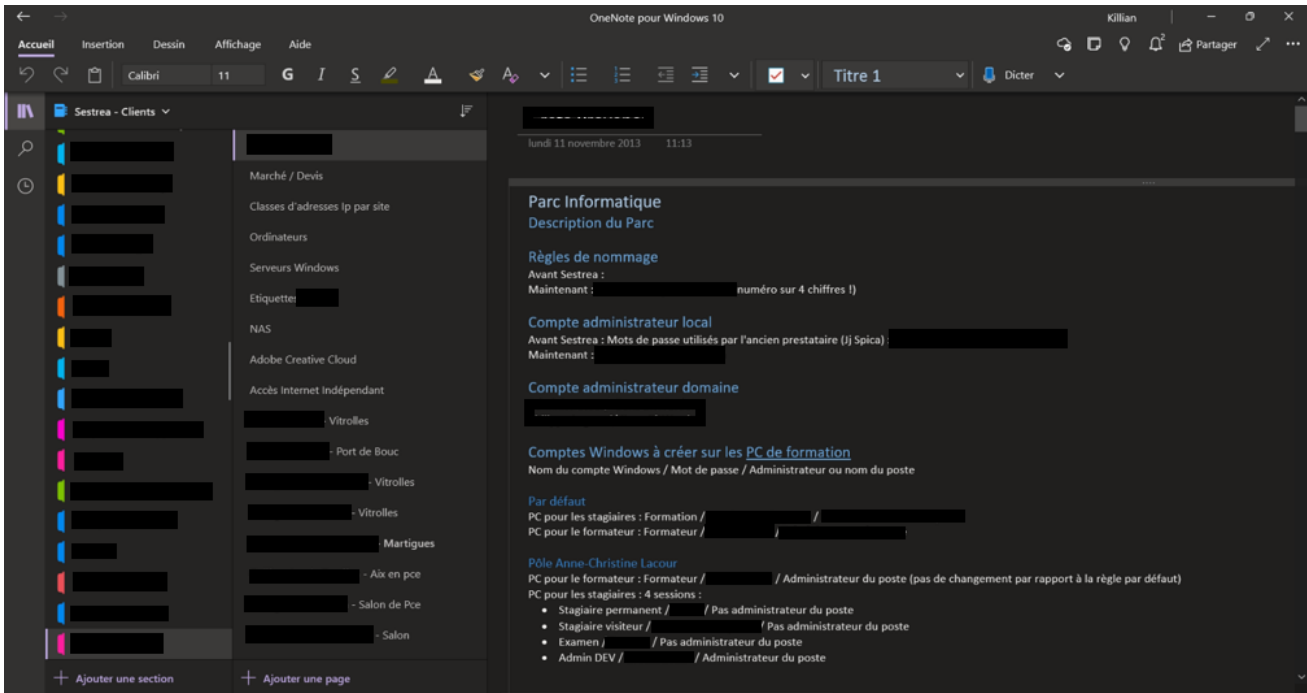 OneNote pour Windows 10
Killian
Accueil Insertion Dessin Affichage Aide
Partager
Calibri 11 G I S A A Titre 1 Dicter
Sestrea - Clients
Marché / Devis
Classes d'adresses Ip par site
Ordinateurs
Serveurs Windows
Etiquettes
NAS
Adobe Creative Cloud
Accès Internet Indépendant
- Vitrolles
- Port de Bouc
- Vitrolles
- Vitrolles
- Martigues
- Aix en pce
- Salon de Pce
- Salon
Ajouter une section
Ajouter une page
lundi 11 novembre 2013 11:13
Parc Informatique
Description du Parc
Règles de nommage
Avant Sestrea :
Maintenant : numéro sur 4 chiffres !)
Compte administrateur local
Avant Sestrea : Mots de passe utilisés par l'ancien prestataire (Jj Spica)
Maintenant :
Compte administrateur domaine
Comptes Windows à créer sur les PC de formation
Nom du compte Windows / Mot de passe / Administrateur ou nom du poste
Par défaut
PC pour les stagiaires : Formation / /
PC pour le formateur : Formateur / /
Pôle Anne-Christine Lacour
PC pour le formateur : Formateur / / Administrateur du poste (pas de changement par rapport à la règle par défaut)
PC pour les stagiaires : 4 sessions :
• Stagiaire permanent / / Pas administrateur du poste
• Stagiaire visiteur / / Pas administrateur du poste
• Examen / / Pas administrateur du poste
• Admin DEV / / Administrateur du poste